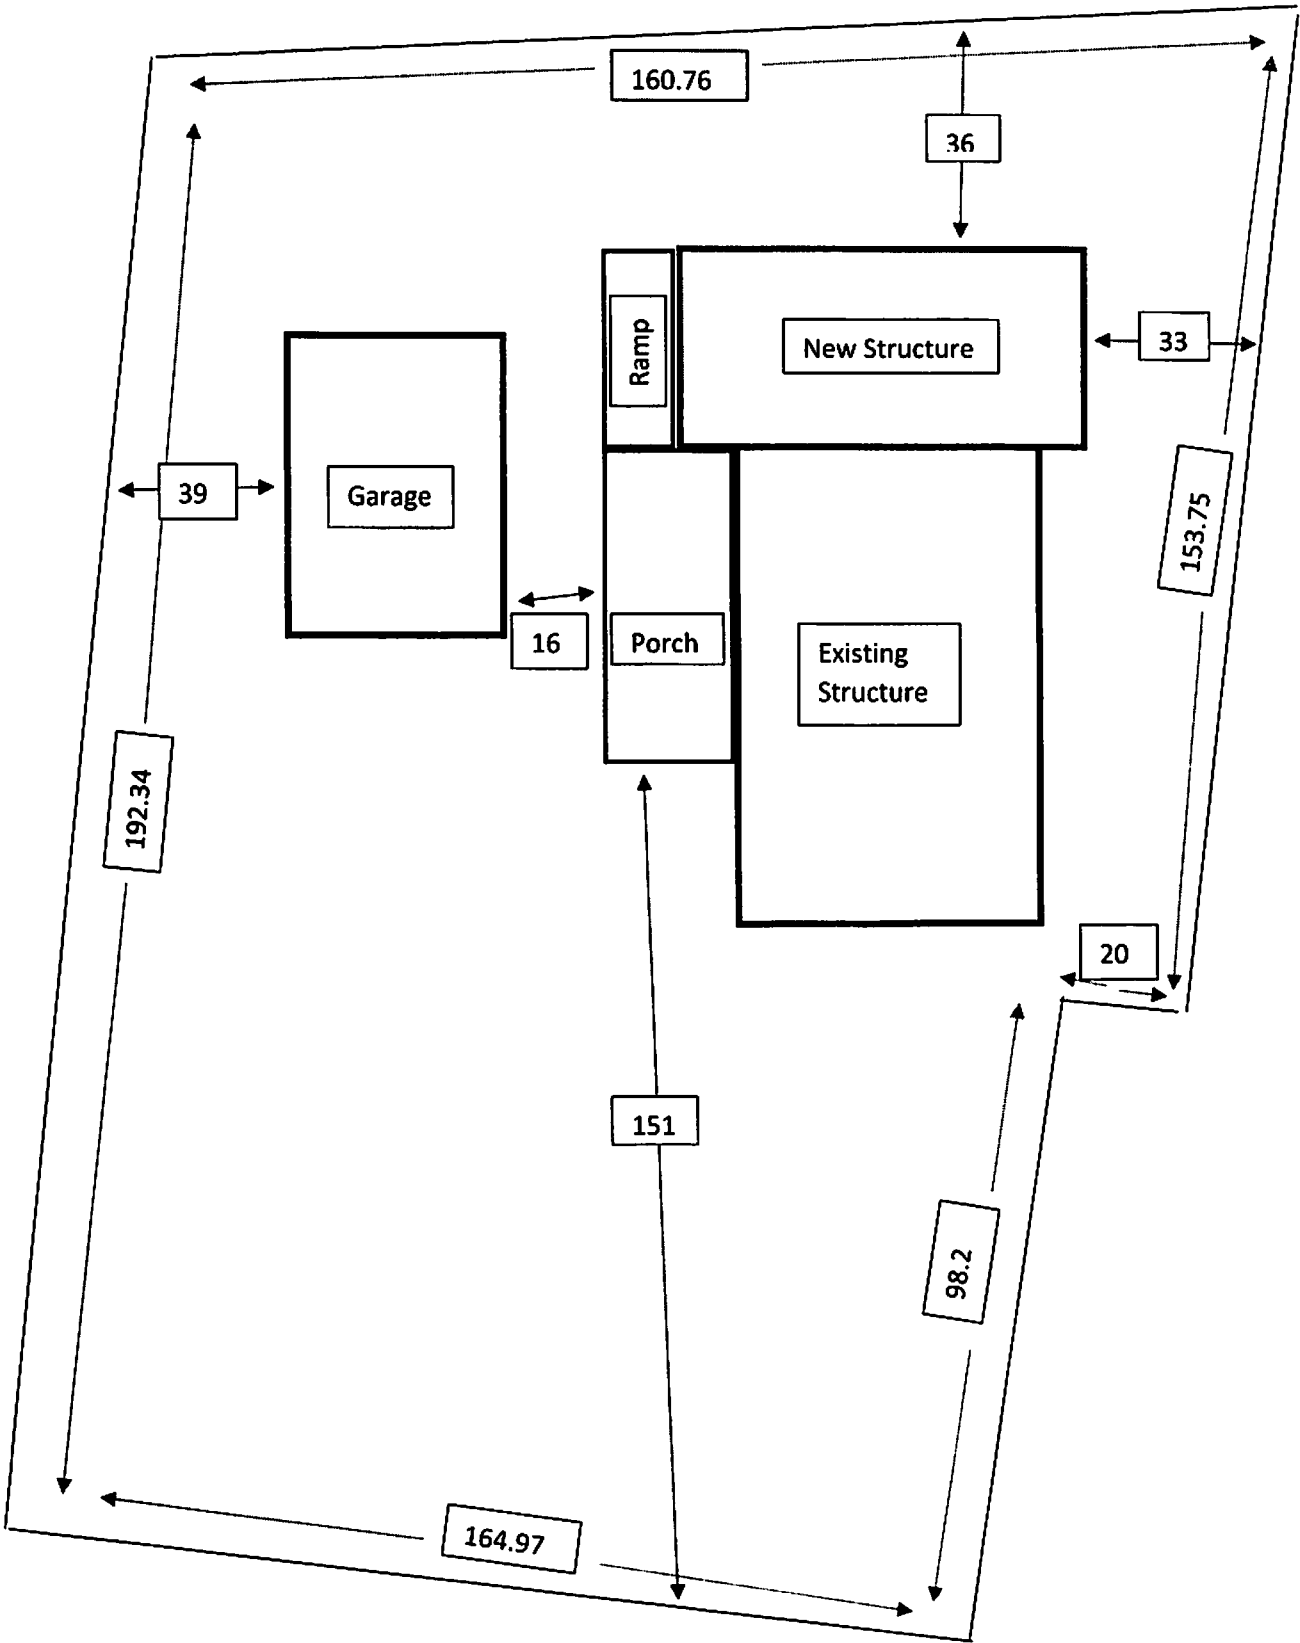 160.76
36
Ramp
New Structure
33
39
Garage
153.75
16
Porch
Existing
Structure
192.34
20
151
98.2
164.97